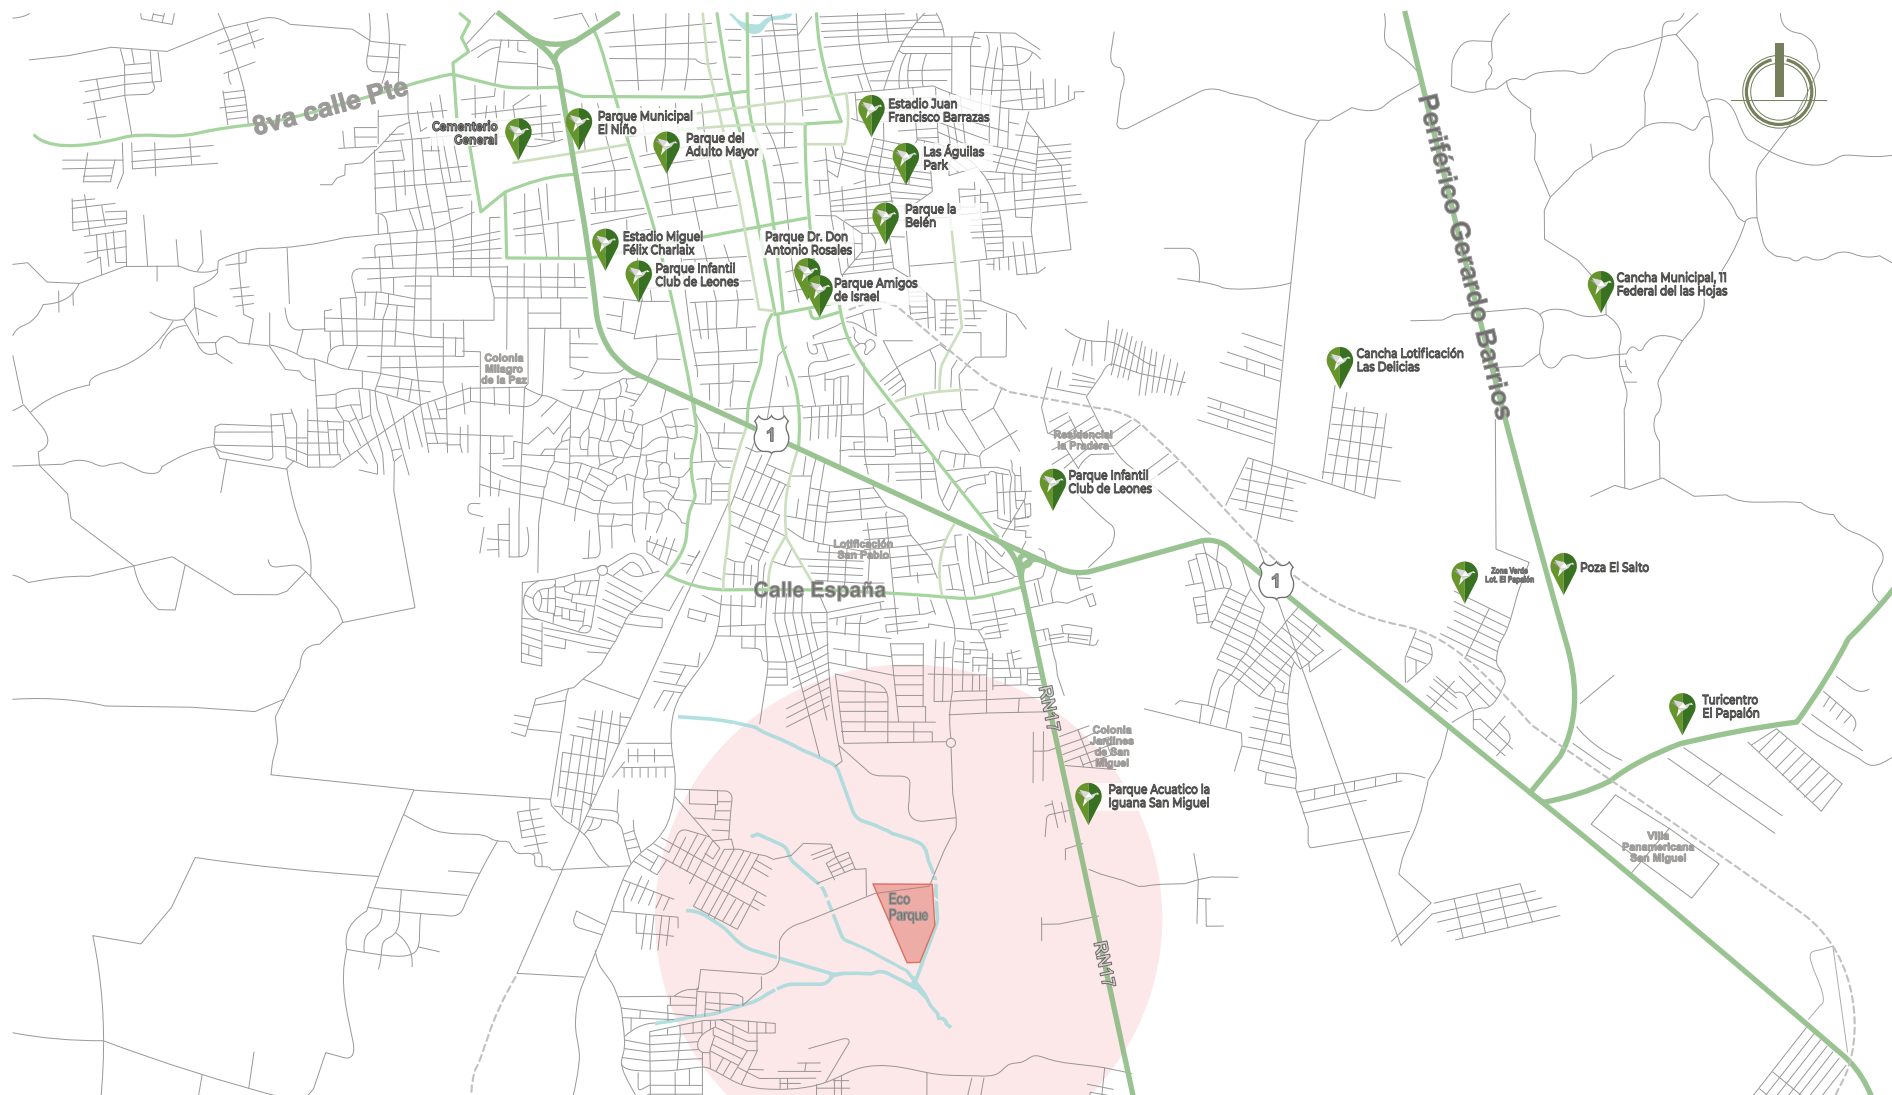 8va calle Pte
Cementerio
General
Parque Municipal
El Niño
Parque del
Adulto Mayor
Estadio Juan
Francisco Barrazas
Las Águilas
Park
Parque la
Belén
Estadio Miguel
Félix Charlaix
Parque Infantil
Club de Leones
Parque Dr. Don
Antonio Rosales
Parque Amigos
de Israel
Periférico Gerardo Barrios
Cancha Municipal, 11
Federal del las Hojas
Cancha Lotificación
Las Delicias
Colonia
Milagro
de la Paz
1
Residencial
la Pradera
Parque Infantil
Club de Leones
Lotificación
San Pablo
Calle España
1
Zona Verde
Lot. El Papalón
Poza El Salto
Turicentro
El Papalón
RN17
Colonia
Jardines
de San
Miguel
Parque Acuatico la
Iguana San Miguel
Villa
Panamericana
San Miguel
Eco
Parque
RN17